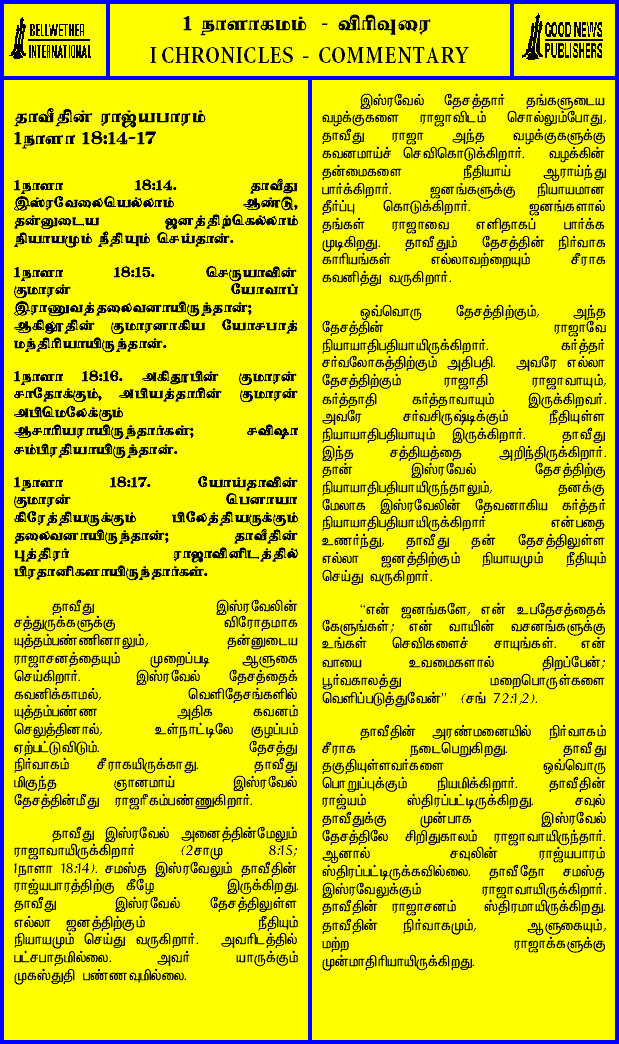 BELLWETHER
INTERNATIONAL
1 நாளாகமம் - விரிவுரை
I CHRONICLES - COMMENTARY
GOOD NEWS
PUBLISHERS
தாவீதின் ராஜ்யபாரம்
1நாளா 18:14-17
1நாளா 18:14. தாவீது
இஸ்ரவேலையெல்லாம் ஆண்டு,
தன்னுடைய ஜனத்திற்கெல்லாம்
நியாயமும் நீதியும் செய்தான்.
1நாளா 18:15. செருயாவின்
குமாரன் யோவாப்
இராணுவத்தலைவனாயிருந்தான்;
ஆகிலூதின் குமாரனாகிய யோசபாத்
மந்திரியாயிருந்தான்.
1நாளா 18:16. அகிதூபின் குமாரன்
சாதோக்கும், அபியத்தாரின் குமாரன்
அபிமெலேக்கும்
ஆசாரியராயிருந்தார்கள்; சவிஷா
சம்பிரதியாயிருந்தான்.
1நாளா 18:17. யோய்தாவின்
குமாரன் பெனாயா
கிரேத்தியருக்கும் பிலேத்தியருக்கும்
தலைவனாயிருந்தான்; தாவீதின்
புத்திரர் ராஜாவினிடத்தில்
பிரதானிகளாயிருந்தார்கள்.
தாவீது இஸ்ரவேலின்
சத்துருக்களுக்கு விரோதமாக
யுத்தம்பண்ணினாலும், தன்னுடைய
ராஜாசனத்தையும் முறைப்படி ஆளுகை
செய்கிறார். இஸ்ரவேல் தேசத்தைக்
கவனிக்காமல், வெளிதேசங்களில்
யுத்தம்பண்ண அதிக கவனம்
செலுத்தினால், உள்நாட்டிலே குழப்பம்
ஏற்பட்டுவிடும். தேசத்து
நிர்வாகம் சீராகயிருக்காது. தாவீது
மிகுந்த ஞானமாய் இஸ்ரவேல்
தேசத்தின்மீது ராஜரீகம்பண்ணுகிறார்.
தாவீது இஸ்ரவேல் அனைத்தின்மேலும்
ராஜாவாயிருக்கிறார் (2சாமு 8:15;
1நாளா 18:14). சமஸ்த இஸ்ரவேலும் தாவீதின்
ராஜ்யபாரத்திற்கு கீழே இருக்கிறது.
தாவீது இஸ்ரவேல் தேசத்திலுள்ள
எல்லா ஜனத்திற்கும் நீதியும்
நியாயமும் செய்து வருகிறார். அவரிடத்தில்
பட்சபாதமில்லை. அவர் யாருக்கும்
முகஸ்துதி பண்ணவுமில்லை.
இஸ்ரவேல் தேசத்தார் தங்களுடைய
வழக்குகளை ராஜாவிடம் சொல்லும்போது,
தாவீது ராஜா அந்த வழக்குகளுக்கு
கவனமாய்ச் செவிகொடுக்கிறார். வழக்கின்
தன்மைகளை நீதியாய் ஆராய்ந்து
பார்க்கிறார். ஜனங்களுக்கு நியாயமான
தீர்ப்பு கொடுக்கிறார். ஜனங்களால்
தங்கள் ராஜாவை எளிதாகப் பார்க்க
முடிகிறது. தாவீதும் தேசத்தின் நிர்வாக
காரியங்கள் எல்லாவற்றையும் சீராக
கவனித்து வருகிறார்.
ஒவ்வொரு தேசத்திற்கும், அந்த
தேசத்தின் ராஜாவே
நியாயாதிபதியாயிருக்கிறார். கர்த்தர்
சர்வலோகத்திற்கும் அதிபதி. அவரே எல்லா
தேசத்திற்கும் ராஜாதி ராஜாவாயும்,
கர்த்தாதி கர்த்தாவாயும் இருக்கிறவர்.
அவரே சர்வசிருஷ்டிக்கும் நீதியுள்ள
நியாயாதிபதியாயும் இருக்கிறார். தாவீது
இந்த சத்தியத்தை அறிந்திருக்கிறார்.
தான் இஸ்ரவேல் தேசத்திற்கு
நியாயாதிபதியாயிருந்தாலும், தனக்கு
மேலாக இஸ்ரவேலின் தேவனாகிய கர்த்தர்
நியாயாதிபதியாயிருக்கிறார் என்பதை
உணர்ந்து, தாவீது தன் தேசத்திலுள்ள
எல்லா ஜனத்திற்கும் நியாயமும் நீதியும்
செய்து வருகிறார்.
"என் ஜனங்களே, என் உபதேசத்தைக்
கேளுங்கள்; என் வாயின் வசனங்களுக்கு
உங்கள் செவிகளைச் சாயுங்கள். என்
வாயை உவமைகளால் திறப்பேன்;
பூர்வகாலத்து மறைபொருள்களை
வெளிப்படுத்துவேன்" (சங் 72:1,2).
தாவீதின் அரண்மனையில் நிர்வாகம்
சீராக நடைபெறுகிறது. தாவீது
தகுதியுள்ளவர்களை ஒவ்வொரு
பொறுப்புக்கும் நியமிக்கிறார். தாவீதின்
ராஜ்யம் ஸ்திரப்பட்டிருக்கிறது. சவுல்
தாவீதுக்கு முன்பாக இஸ்ரவேல்
தேசத்திலே சிறிதுகாலம் ராஜாவாயிருந்தார்.
ஆனால் சவுலின் ராஜ்யபாரம்
ஸ்திரப்பட்டிருக்கவில்லை. தாவீதோ சமஸ்த
இஸ்ரவேலுக்கும் ராஜாவாயிருக்கிறார்.
தாவீதின் ராஜாசனம் ஸ்திரமாயிருக்கிறது.
தாவீதின் நிர்வாகமும், ஆளுகையும்,
மற்ற ராஜாக்களுக்கு
முன்மாதிரியாயிருக்கிறது.